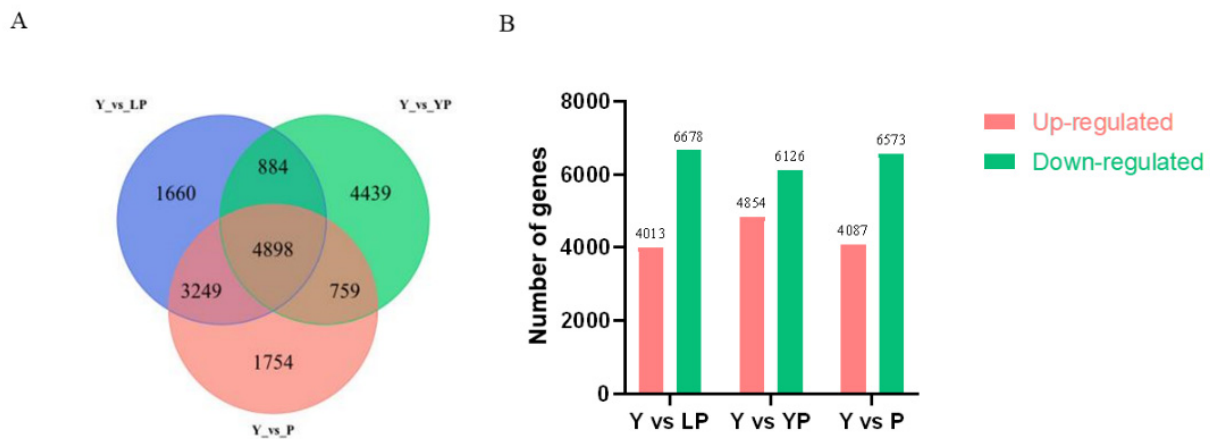 A
B
Y_vs_LP
Y_vs_YP
884
1660
4439
4898
3249
759
1754
Y_vs_P
Number of genes
8000
6000
4000
2000
0
4013
6678
4854
6126
4087
6573
Y vs LP
Y vs YP
Y vs P
Up-regulated
Down-regulated